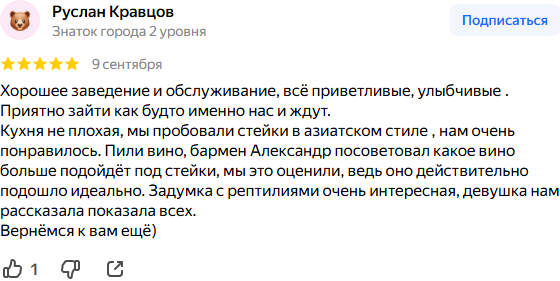 Руслан Кравцов
Знаток города 2 уровня
Подписаться
9 сентября
Хорошее заведение и обслуживание, всё приветливые, улыбчивые .
Приятно зайти как будто именно нас и ждут.
Кухня не плохая, мы пробовали стейки в азиатском стиле , нам очень
понравилось. Пили вино, бармен Александр посоветовал какое вино
больше подойдёт под стейки, мы это оценили, ведь оно действительно
подошло идеально. Задумка с рептилиями очень интересная, девушка нам
рассказала показала всех.
Вернёмся к вам ещё)
1